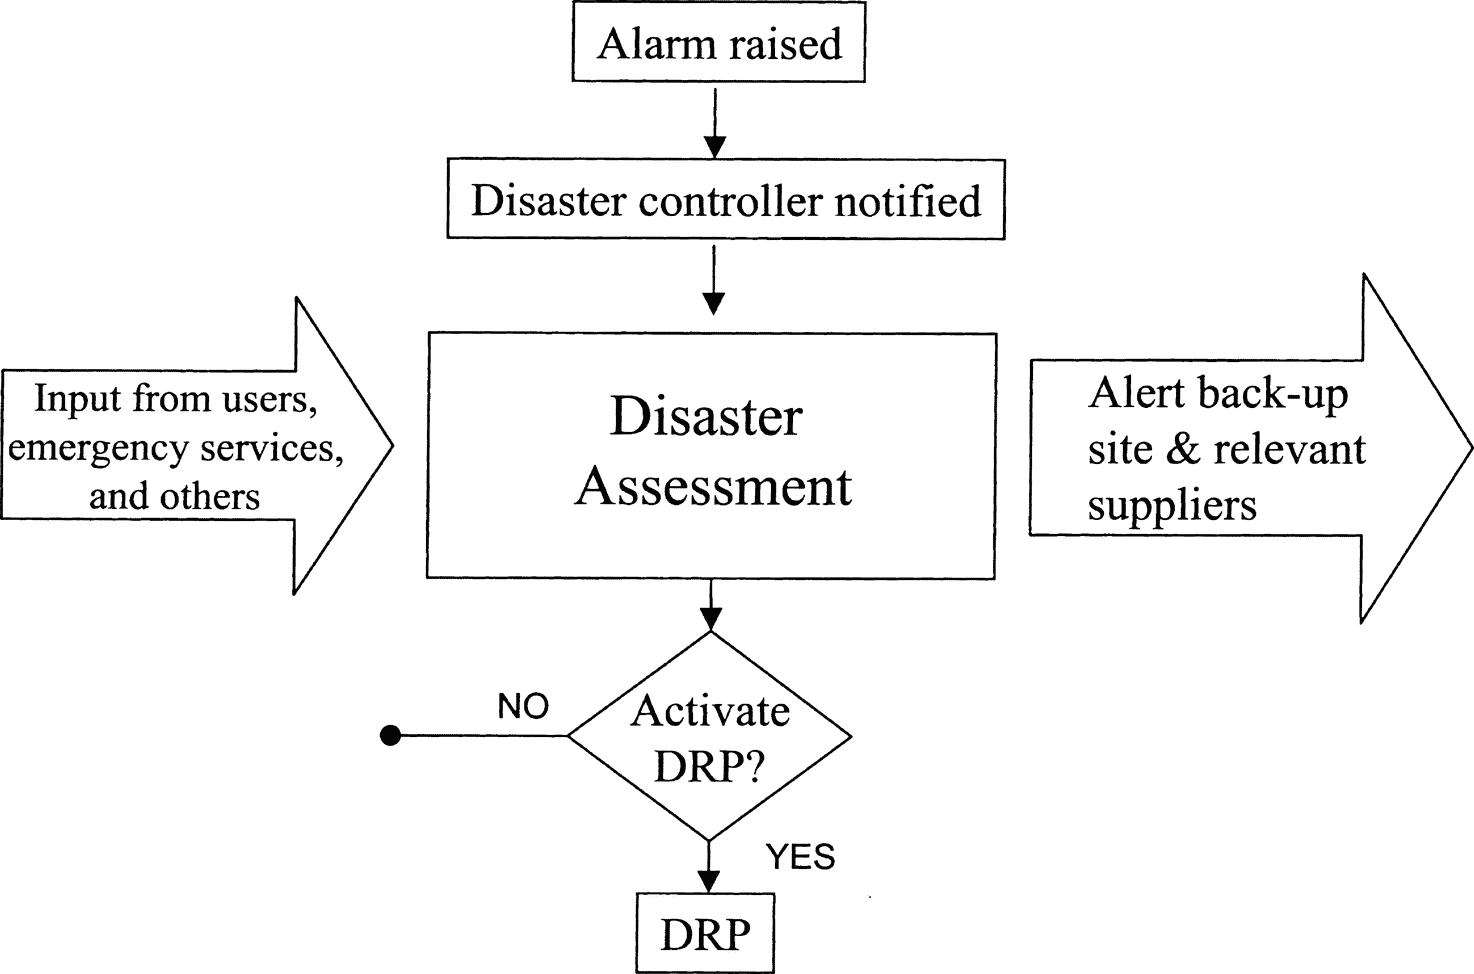 Alarm raised
Disaster controller notified
Input from users,
emergency services,
and others
Disaster
Assessment
Alert back-up
site & relevant
suppliers
NO
Activate
DRP?
YES
DRP